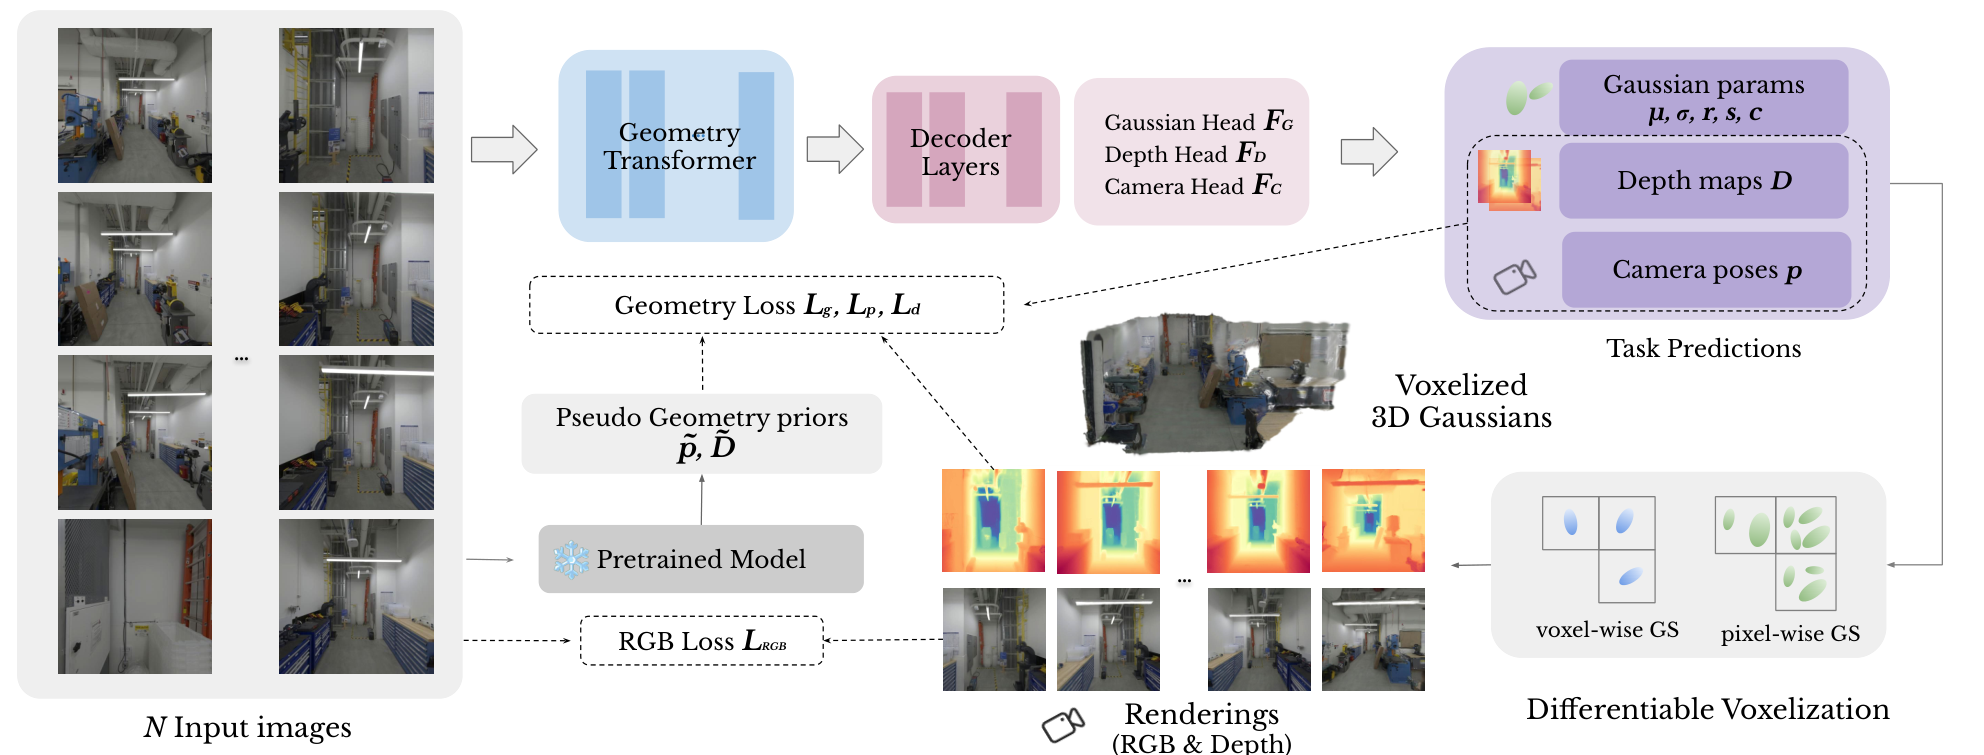 N Input images
...
Geometry
Transformer
Decoder
Layers
Gaussian Head F_G
Depth Head F_D
Camera Head F_C
Gaussian params
μ, σ, r, s, c
Depth maps D
Camera poses p
Task Predictions
Geometry Loss L_g, L_p, L_d
Pseudo Geometry priors
p̃, D̃
Pretrained Model
RGB Loss L_RGB
Voxelized
3D Gaussians
...
Renderings
(RGB & Depth)
voxel-wise GS
pixel-wise GS
Differentiable Voxelization